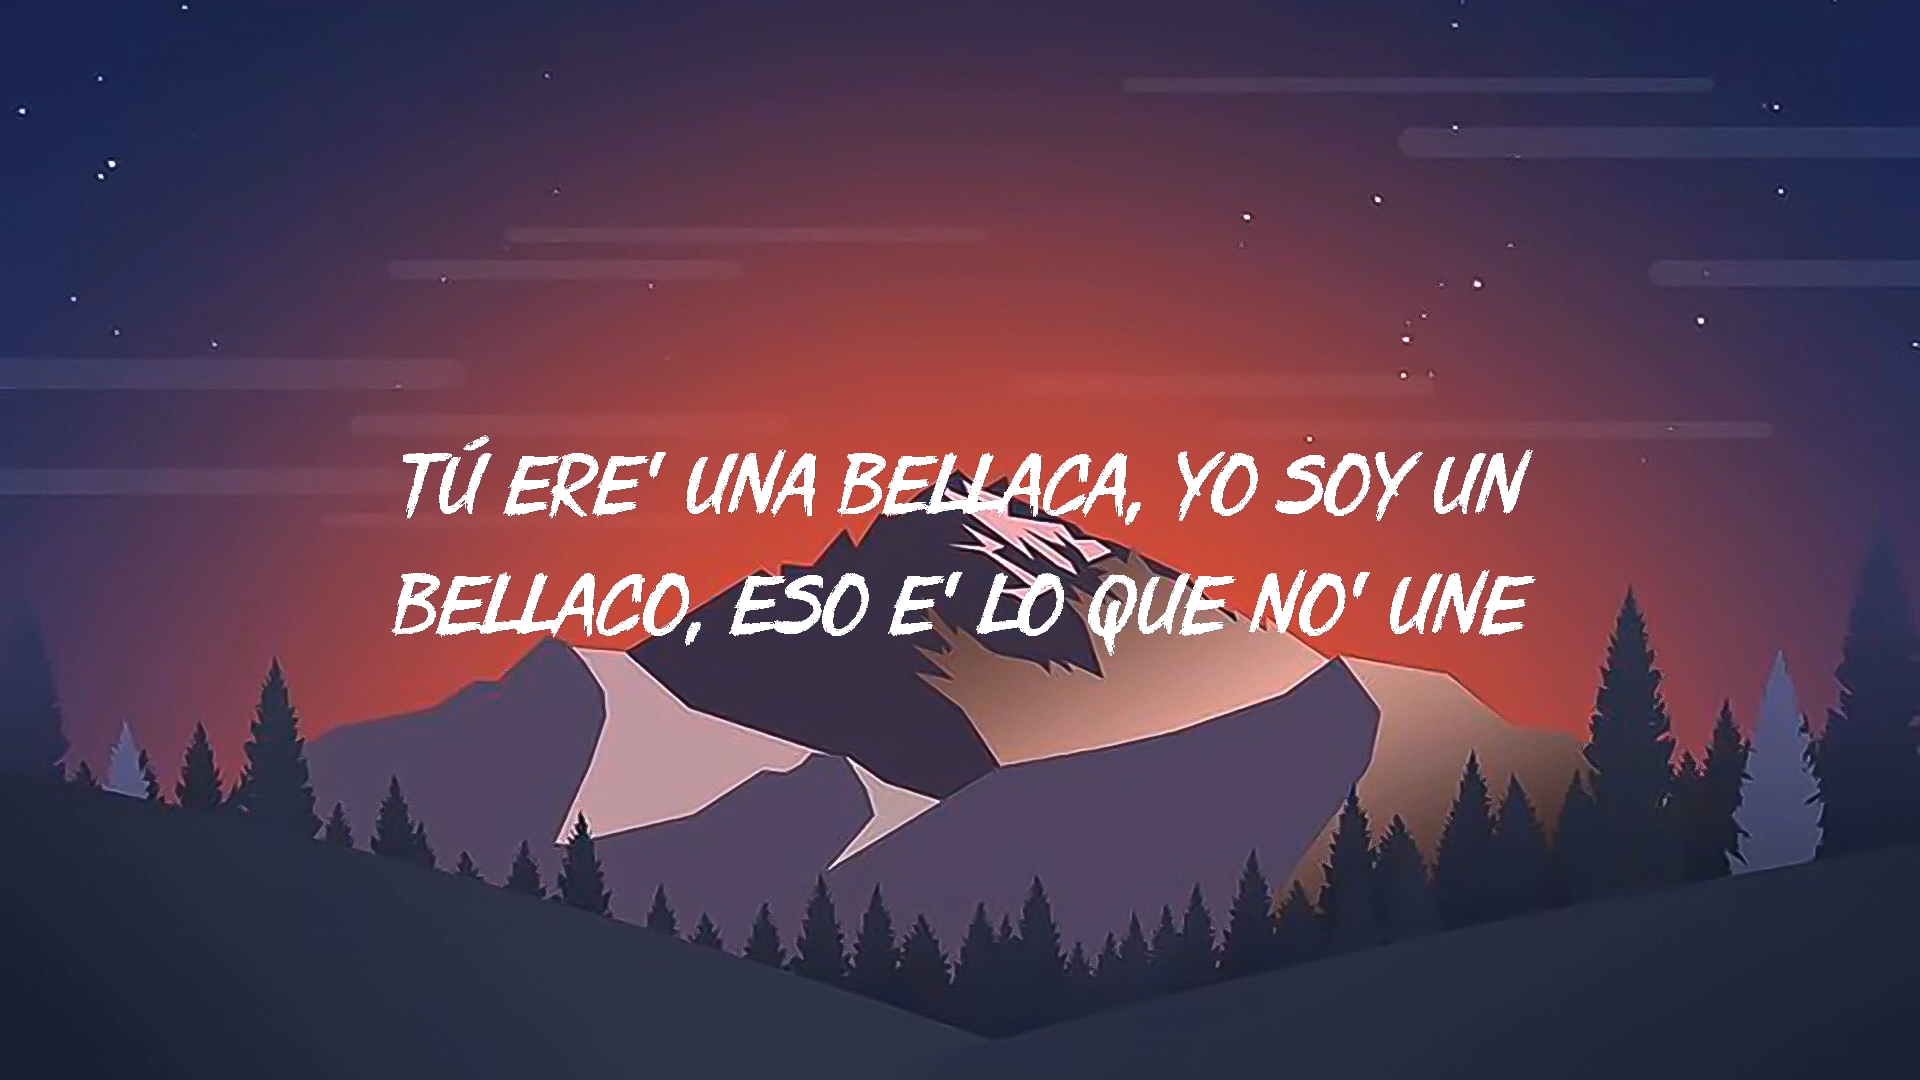 TÚ ERE' UNA BELLACA, YO SOY UN
BELLACO, ESO E' LO QUE NO' UNE